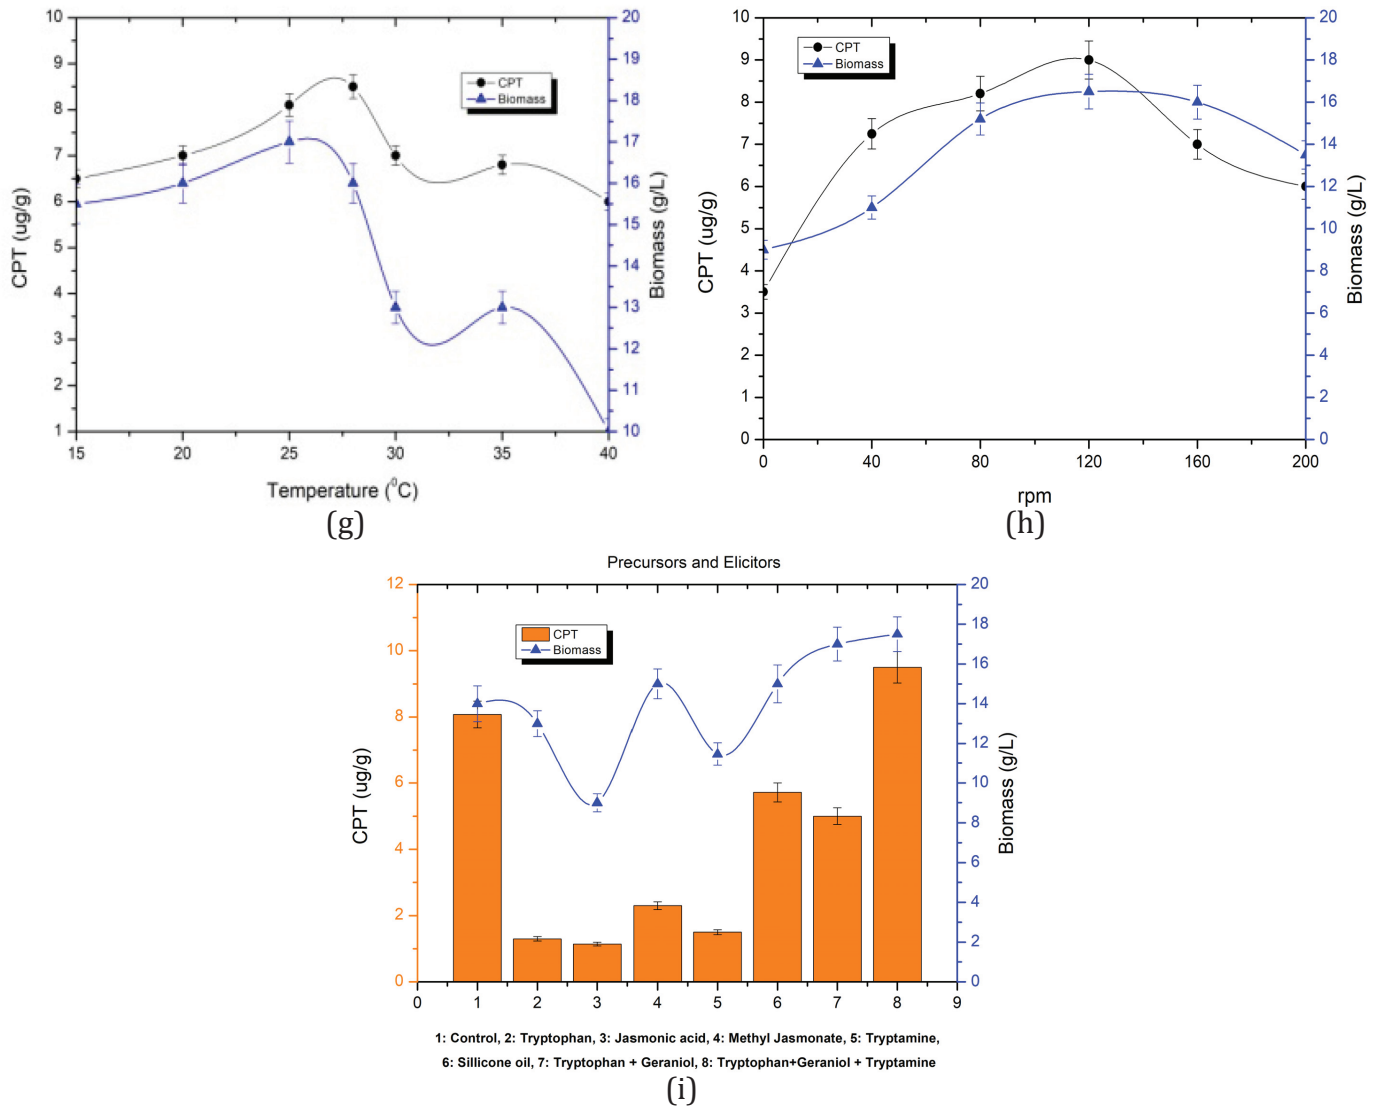 10
9
8
7
6
5
4
3
2
1
CPT (ug/g)
20
19
18
17
16
15
14
13
12
11
10
Biomass (g/L)
CPT
Biomass
15 20 25 30 35 40
Temperature (⁰C)
(g)
10
9
8
7
6
5
4
3
2
1
0
CPT (ug/g)
20
18
16
14
12
10
8
6
4
2
0
Biomass (g/L)
CPT
Biomass
0 40 80 120 160 200
rpm
(h)
Precursors and Elicitors
12
10
8
6
4
2
0
CPT (ug/g)
20
18
16
14
12
10
8
6
4
2
0
Biomass (g/L)
CPT
Biomass
0 1 2 3 4 5 6 7 8 9
1: Control, 2: Tryptophan, 3: Jasmonic acid, 4: Methyl Jasmonate, 5: Tryptamine,
6: Sillicone oil, 7: Tryptophan + Geraniol, 8: Tryptophan+Geraniol + Tryptamine
(i)